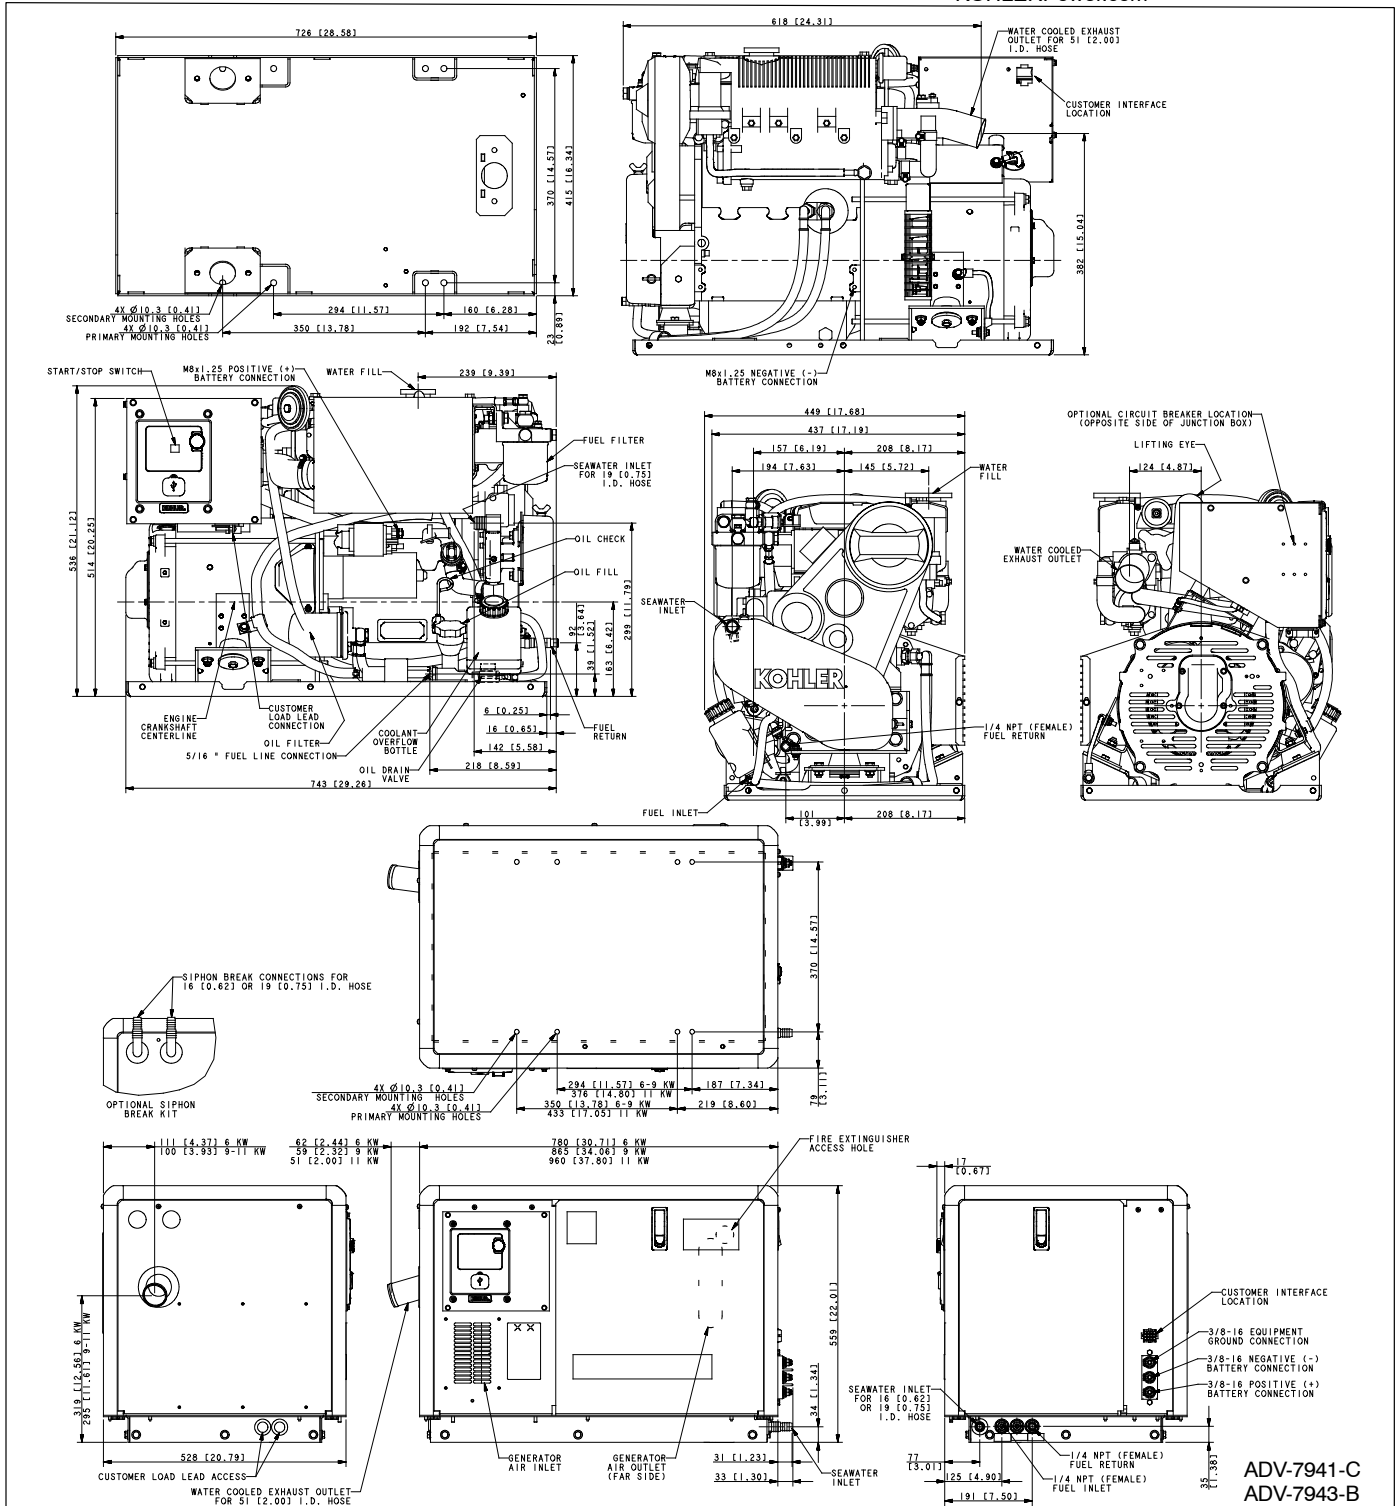 726 [28.58]
370 [14.57]
415 [16.34]
4X Ø10.3 [0.41]
SECONDARY MOUNTING HOLES
4X Ø10.3 [0.41]
PRIMARY MOUNTING HOLES
294 [11.57]
160 [6.28]
350 [13.78]
192 [7.54]
23
[0.89]
618 [24.31]
WATER COOLED EXHAUST
OUTLET FOR 51 [2.00]
I.D. HOSE
CUSTOMER INTERFACE
LOCATION
382 [15.04]
M8x1.25 NEGATIVE (-)
BATTERY CONNECTION
START/STOP SWITCH
M8x1.25 POSITIVE (+)
BATTERY CONNECTION
WATER FILL
239 [9.39]
FUEL FILTER
SEAWATER INLET
FOR 19 [0.75]
I.D. HOSE
OIL CHECK
OIL FILL
536 [21.12]
514 [20.25]
92
[3.64]
39 [1.52]
163 [6.42]
299 [11.79]
ENGINE
CRANKSHAFT
CENTERLINE
CUSTOMER
LOAD LEAD
CONNECTION
OIL FILTER
5/16 " FUEL LINE CONNECTION
COOLANT
OVERFLOW
BOTTLE
OIL DRAIN
VALVE
6 [0.25]
16 [0.65]
142 [5.58]
218 [8.59]
743 [29.26]
FUEL
RETURN
449 [17.68]
437 [17.19]
157 [6.19]
208 [8.17]
194 [7.63]
145 [5.72]
WATER
FILL
SEAWATER
INLET
KOHLER
1/4 NPT (FEMALE)
FUEL RETURN
FUEL INLET
101
[3.99]
208 [8.17]
OPTIONAL CIRCUIT BREAKER LOCATION
(OPPOSITE SIDE OF JUNCTION BOX)
LIFTING EYE
124 [4.87]
WATER COOLED
EXHAUST OUTLET
SIPHON BREAK CONNECTIONS FOR
16 [0.62] OR 19 [0.75] I.D. HOSE
OPTIONAL SIPHON
BREAK KIT
370 [14.57]
4X Ø10.3 [0.41]
SECONDARY MOUNTING HOLES
4X Ø10.3 [0.41]
PRIMARY MOUNTING HOLES
294 [11.57] 6-9 KW
376 [14.80] 11 KW
187 [7.34]
350 [13.78] 6-9 KW
433 [17.05] 11 KW
219 [8.60]
79
[3.11]
111 [4.37] 6 KW
100 [3.93] 9-11 KW
62 [2.44] 6 KW
59 [2.32] 9 KW
51 [2.00] 11 KW
780 [30.71] 6 KW
865 [34.06] 9 KW
960 [37.80] 11 KW
FIRE EXTINGUISHER
ACCESS HOLE
319 [12.56] 6 KW
295 [11.61] 9-11 KW
528 [20.79]
CUSTOMER LOAD LEAD ACCESS
WATER COOLED EXHAUST OUTLET
FOR 51 [2.00] I.D. HOSE
GENERATOR
AIR INLET
GENERATOR
AIR OUTLET
(FAR SIDE)
559 [22.01]
34 [1.34]
31 [1.23]
33 [1.30]
SEAWATER
INLET
17
[0.67]
CUSTOMER INTERFACE
LOCATION
3/8-16 EQUIPMENT
GROUND CONNECTION
3/8-16 NEGATIVE (-)
BATTERY CONNECTION
3/8-16 POSITIVE (+)
BATTERY CONNECTION
SEAWATER INLET
FOR 16 [0.62]
OR 19 [0.75]
I.D. HOSE
77
[3.01]
125 [4.90]
191 [7.50]
1/4 NPT (FEMALE)
FUEL RETURN
1/4 NPT (FEMALE)
FUEL INLET
35
[1.38]
ADV-7941-C
ADV-7943-B